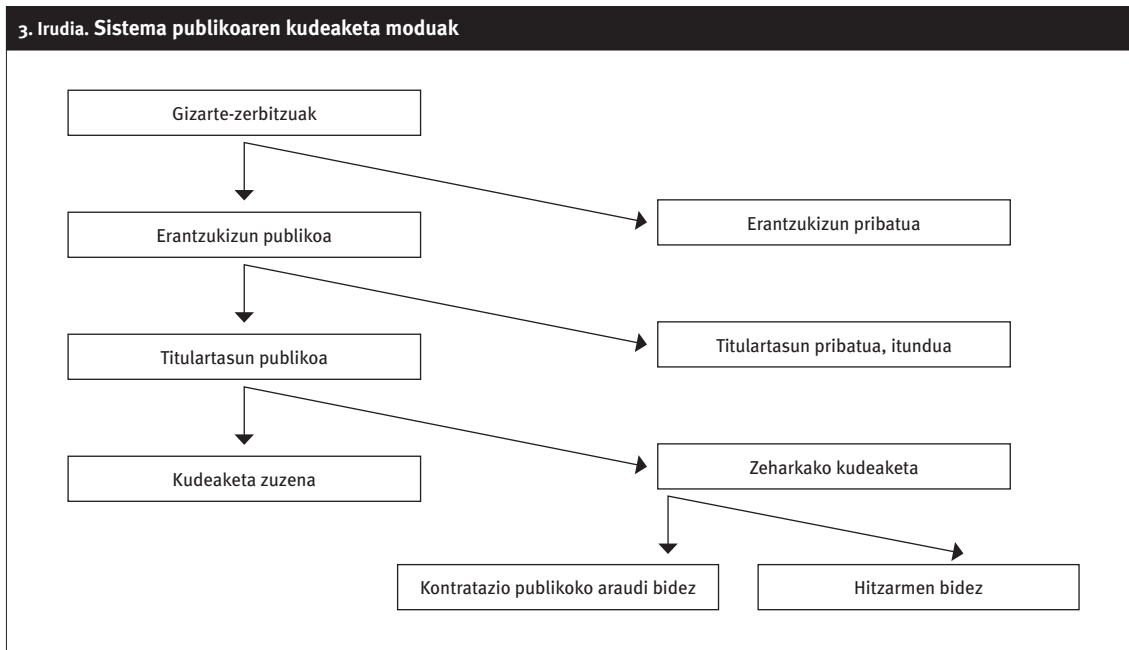 3. Irudia. Sistema publikoaren kudeaketa moduak
Gizarte-zerbitzuak
Erantzukizun publikoa
Erantzukizun pribatua
Titulartasun publikoa
Titulartasun pribatua, itundua
Kudeaketa zuzena
Zeharkako kudeaketa
Kontratazio publikoko araudi bidez
Hitzarmen bidez